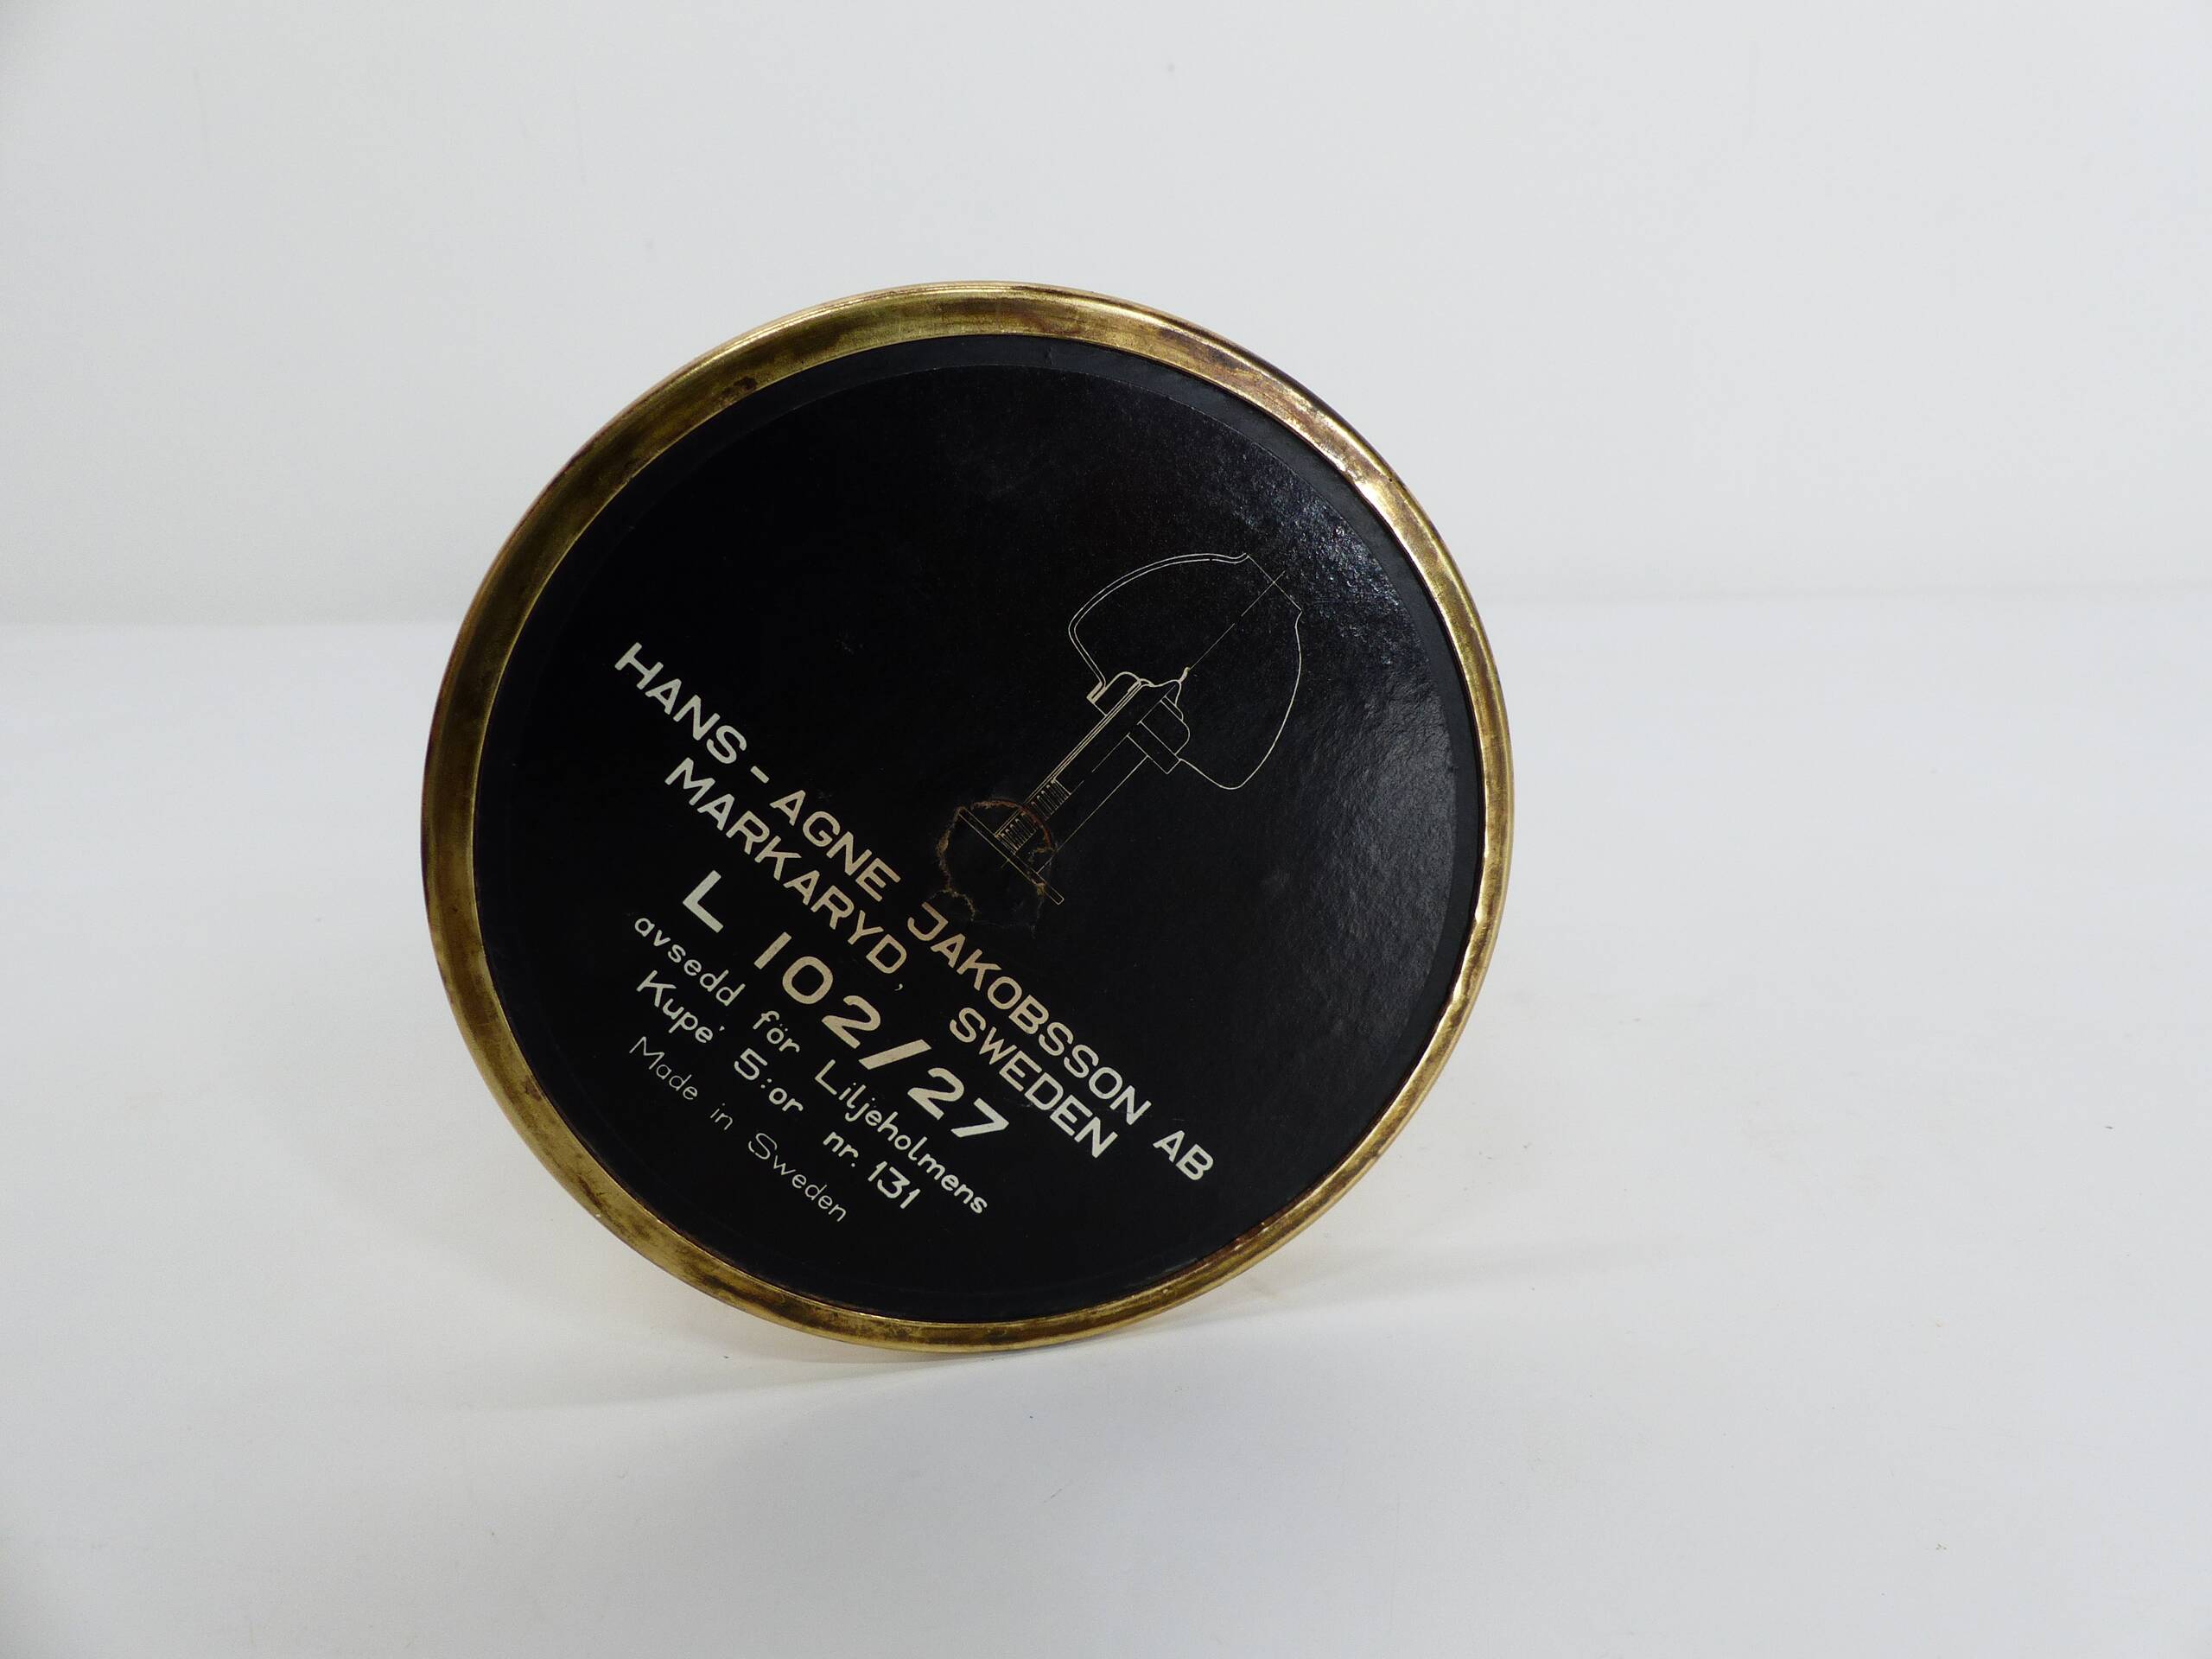 HANS-AGNE JAKOBSSON AB
MARKARYD, SWEDEN
L 102/27
avsedd för Liljeholmens
Kupé 5:or nr. 131
Made in Sweden